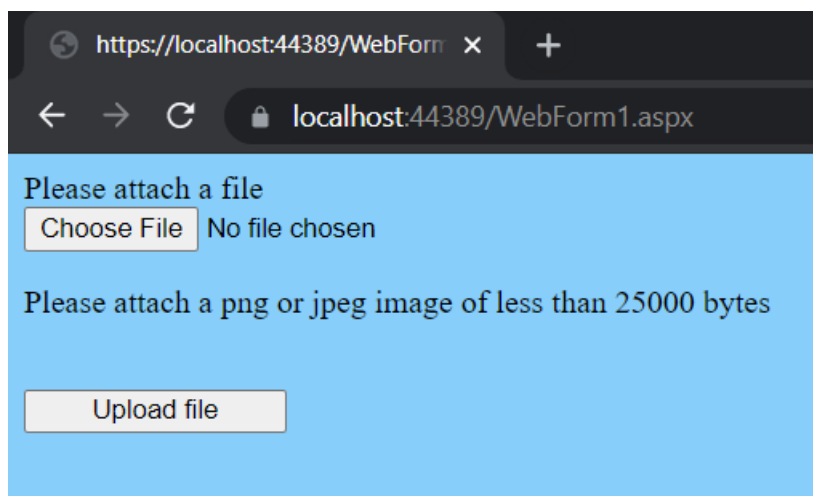 https://localhost:44389/WebForm
localhost:44389/WebForm1.aspx
Please attach a file
Choose File No file chosen
Please attach a png or jpeg image of less than 25000 bytes
Upload file